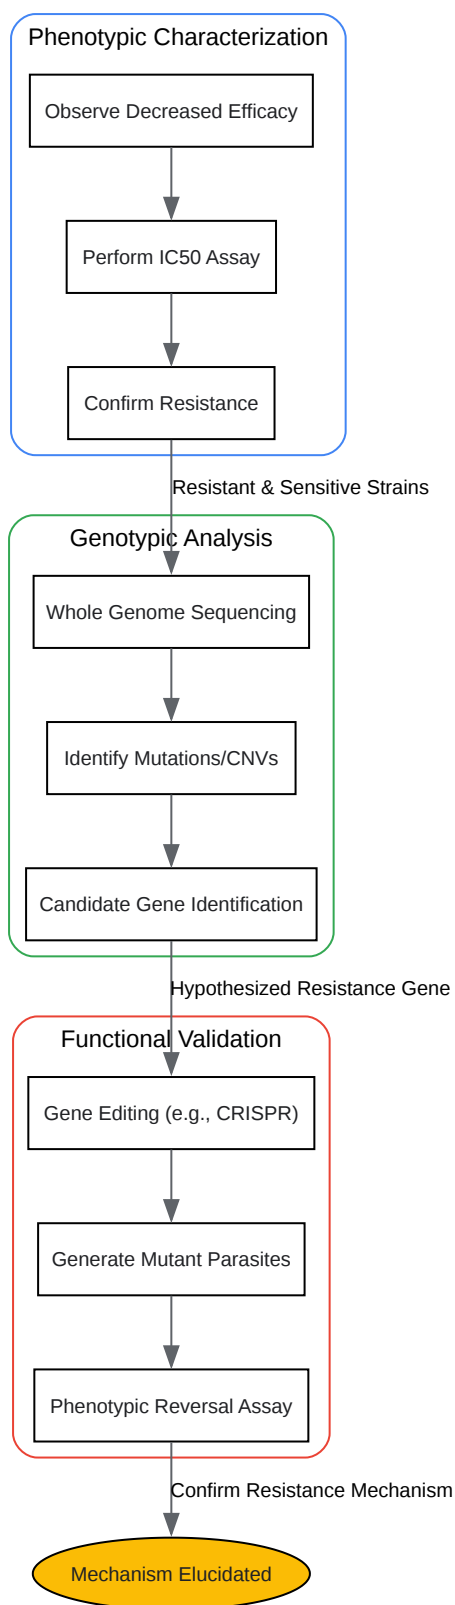 Phenotypic Characterization
Observe Decreased Efficacy
Perform IC50 Assay
Confirm Resistance
Resistant & Sensitive Strains
Genotypic Analysis
Whole Genome Sequencing
Identify Mutations/CNVs
Candidate Gene Identification
Hypothesized Resistance Gene
Functional Validation
Gene Editing (e.g., CRISPR)
Generate Mutant Parasites
Phenotypic Reversal Assay
Confirm Resistance Mechanism
Mechanism Elucidated